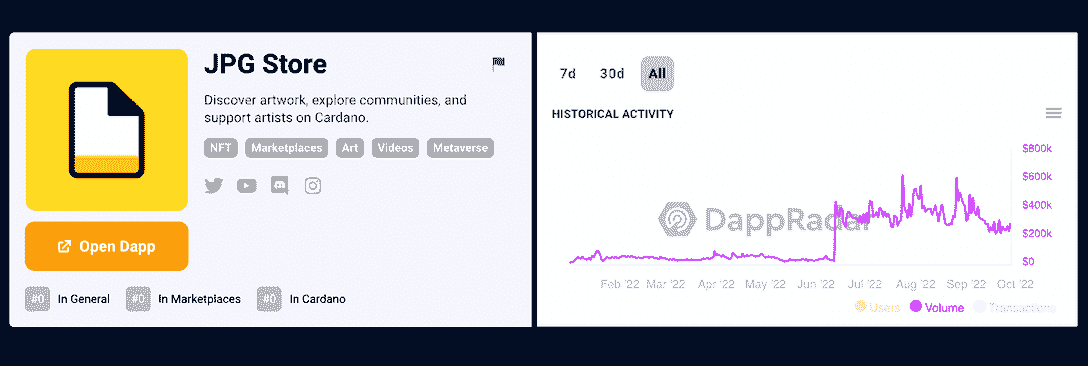 JPG Store
Discover artwork, explore communities, and
support artists on Cardano.
NFT Marketplaces Art Videos Metaverse
Open Dapp
#0 In General #0 In Marketplaces #0 In Cardano
7d 30d All
HISTORICAL ACTIVITY
$800k
$600k
$400k
$200k
$0
DappRadar
Feb '22 Mar '22 Apr '22 May '22 Jun '22 Jul '22 Aug '22 Sep '22 Oct '22
Users Volume Transactions